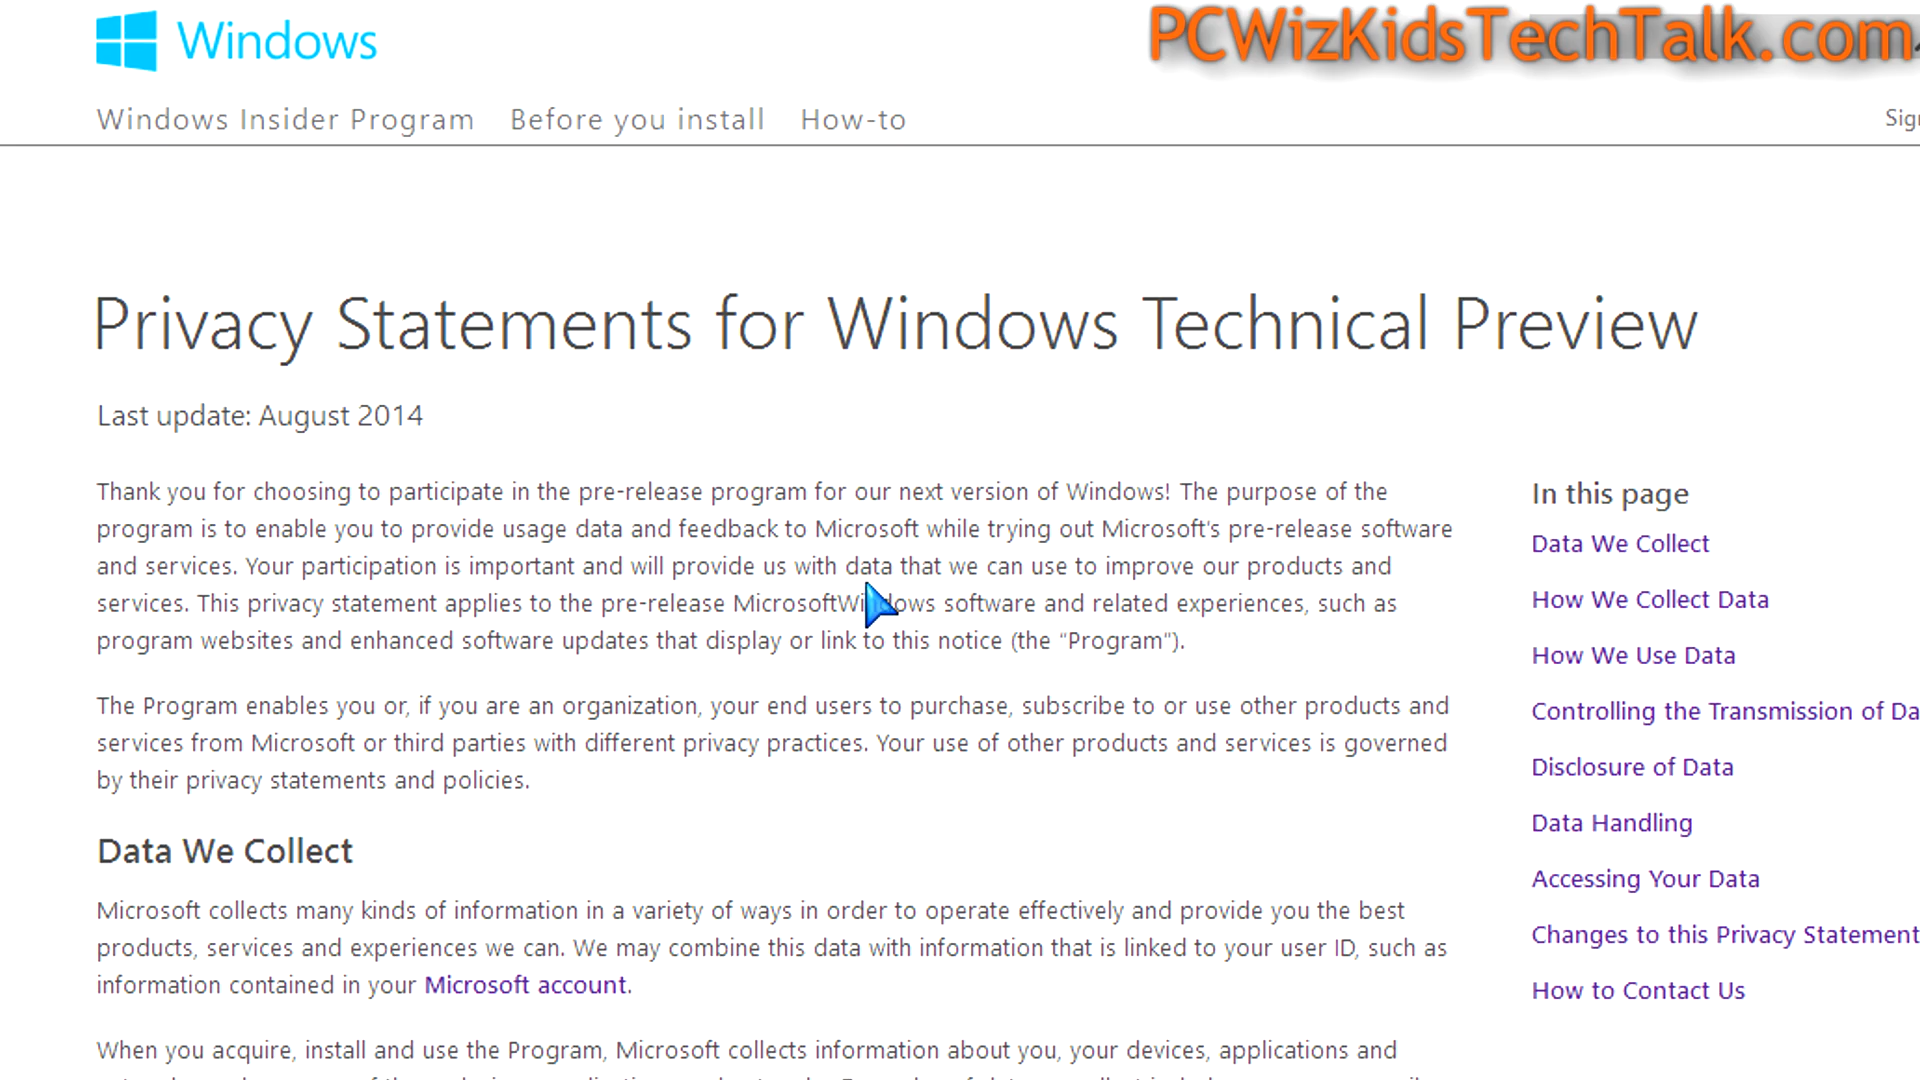 Windows
PCWizKidsTechTalk.com
Windows Insider Program Before you install How-to
Privacy Statements for Windows Technical Preview
Last update: August 2014
Thank you for choosing to participate in the pre-release program for our next version of Windows! The purpose of the
program is to enable you to provide usage data and feedback to Microsoft while trying out Microsoft's pre-release software
and services. Your participation is important and will provide us with data that we can use to improve our products and
services. This privacy statement applies to the pre-release MicrosoftWindows software and related experiences, such as
program websites and enhanced software updates that display or link to this notice (the “Program”).
The Program enables you or, if you are an organization, your end users to purchase, subscribe to or use other products and
services from Microsoft or third parties with different privacy practices. Your use of other products and services is governed
by their privacy statements and policies.
Data We Collect
Microsoft collects many kinds of information in a variety of ways in order to operate effectively and provide you the best
products, services and experiences we can. We may combine this data with information that is linked to your user ID, such as
information contained in your Microsoft account.
When you acquire, install and use the Program, Microsoft collects information about you, your devices, applications and
In this page
Data We Collect
How We Collect Data
How We Use Data
Controlling the Transmission of Da
Disclosure of Data
Data Handling
Accessing Your Data
Changes to this Privacy Statement
How to Contact Us